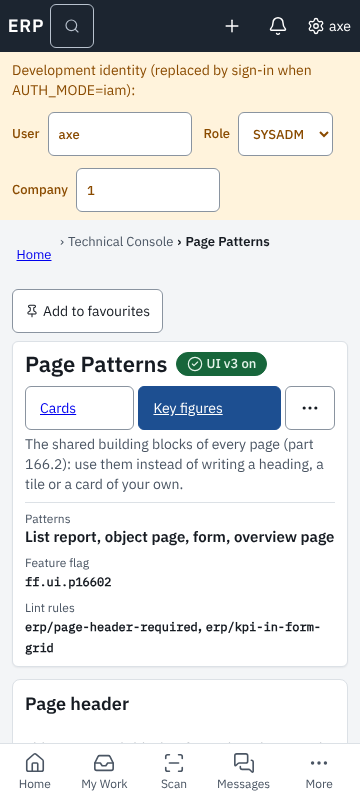 ERP
axe
Development identity (replaced by sign-in when
AUTH_MODE=iam):
User axe Role SYSADM
Company 1
Home › Technical Console › Page Patterns
Add to favourites
Page Patterns UI v3 on
Cards Key figures ...
The shared building blocks of every page (part
166.2): use them instead of writing a heading, a
tile or a card of your own.
Patterns
List report, object page, form, overview page
Feature flag
ff.ui.p16602
Lint rules
erp/page-header-required, erp/kpi-in-form-
grid
Page header
Home My Work Scan Messages More